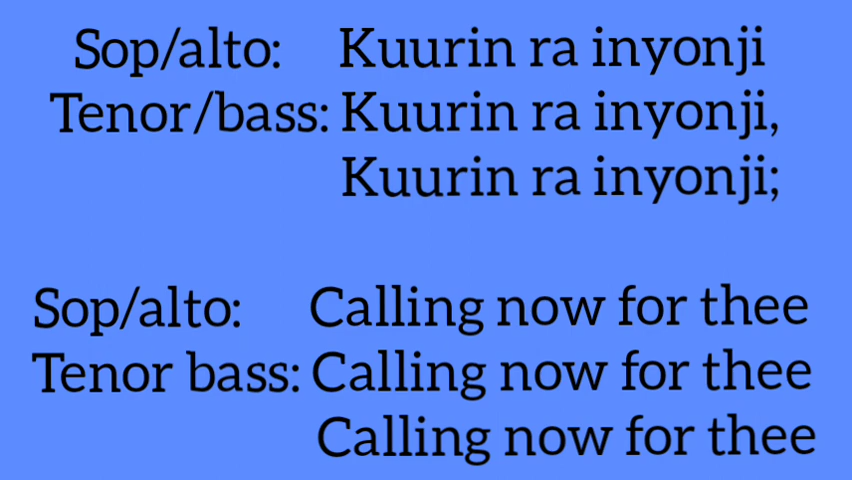 Sop/alto: Kuurin ra inyonji
Tenor/bass: Kuurin ra inyonji,
Kuurin ra inyonji;
Sop/alto: Calling now for thee
Tenor bass: Calling now for thee
Calling now for thee